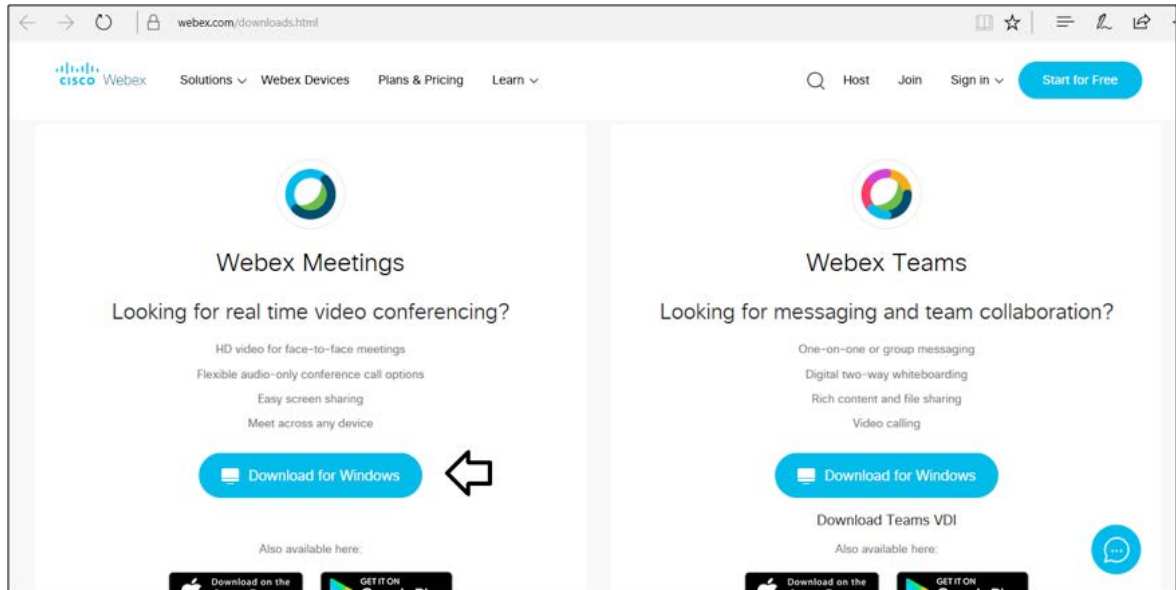 webex.com/downloads.html
CISCO Webex Solutions Webex Devices Plans & Pricing Learn Host Join Sign in Start for Free
Webex Meetings
Looking for real time video conferencing?
HD video for face-to-face meetings
Flexible audio-only conference call options
Easy screen sharing
Meet across any device
Download for Windows
Also available here:
Download on the
GET IT ON
Webex Teams
Looking for messaging and team collaboration?
One-on-one or group messaging
Digital two-way whiteboarding
Rich content and file sharing
Video calling
Download for Windows
Download Teams VDI
Also available here:
Download on the
GET IT ON